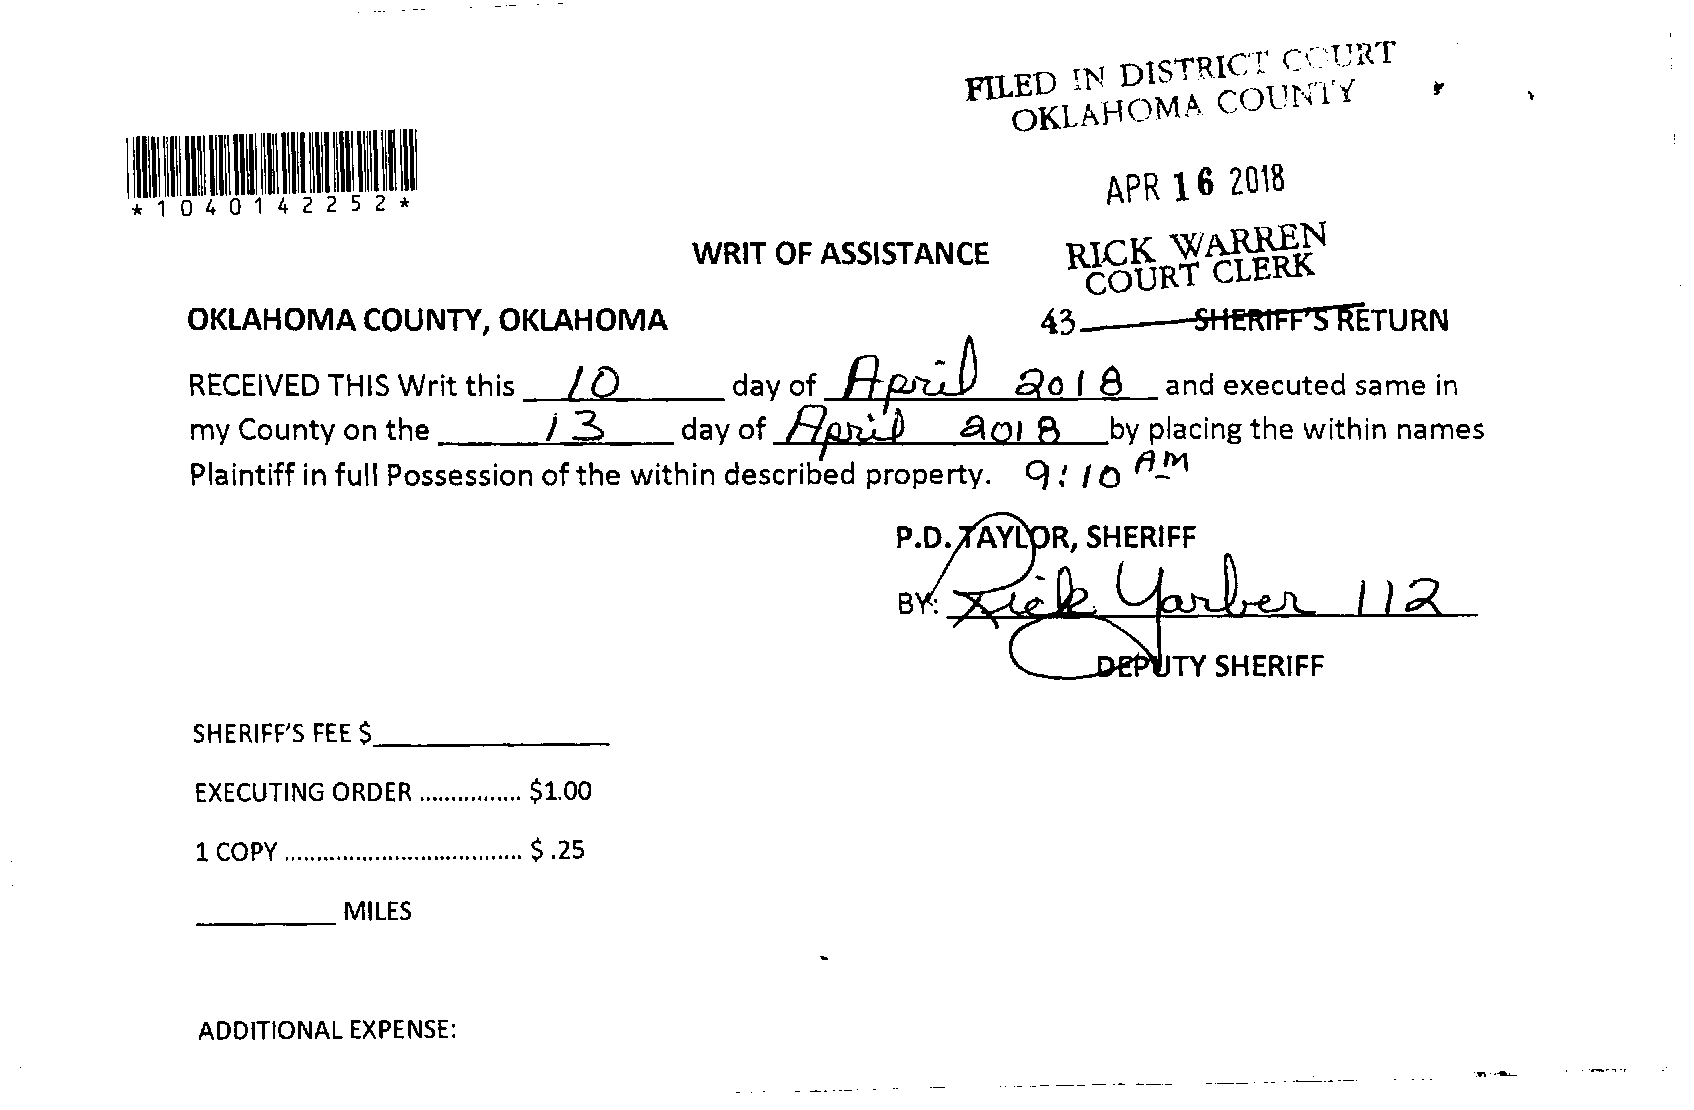 FILED IN DISTRICT COURT
OKLAHOMA COUNTY
*1040142252*
APR 16 2018
WRIT OF ASSISTANCE
RICK WARREN
COURT CLERK
OKLAHOMA COUNTY, OKLAHOMA
43 SHERIFF'S RETURN
RECEIVED THIS Writ this 10 day of April 2018 and executed same in
my County on the 13 day of April 2018 by placing the within names
Plaintiff in full Possession of the within described property. 9:10 AM
P.D. TAYLOR, SHERIFF
BY: Rick Yarber 112
DEPUTY SHERIFF
SHERIFF'S FEE $
EXECUTING ORDER ................ $1.00
1 COPY ...................................... $ .25
MILES
ADDITIONAL EXPENSE: